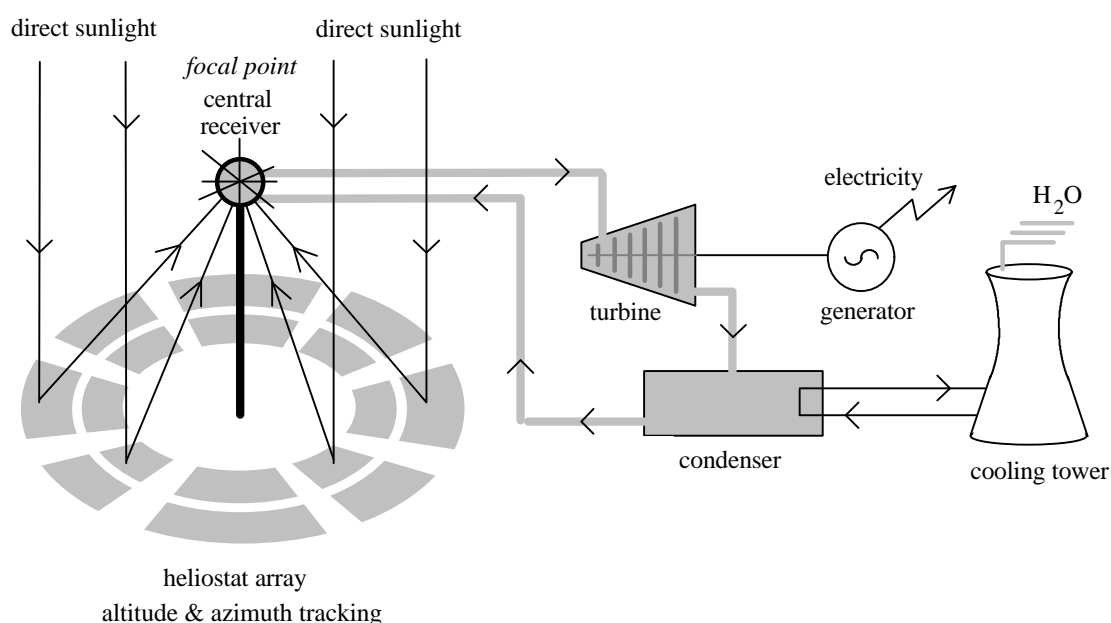 direct sunlight
direct sunlight
focal point
central
receiver
electricity
H2O
turbine
generator
condenser
cooling tower
heliostat array
altitude & azimuth tracking